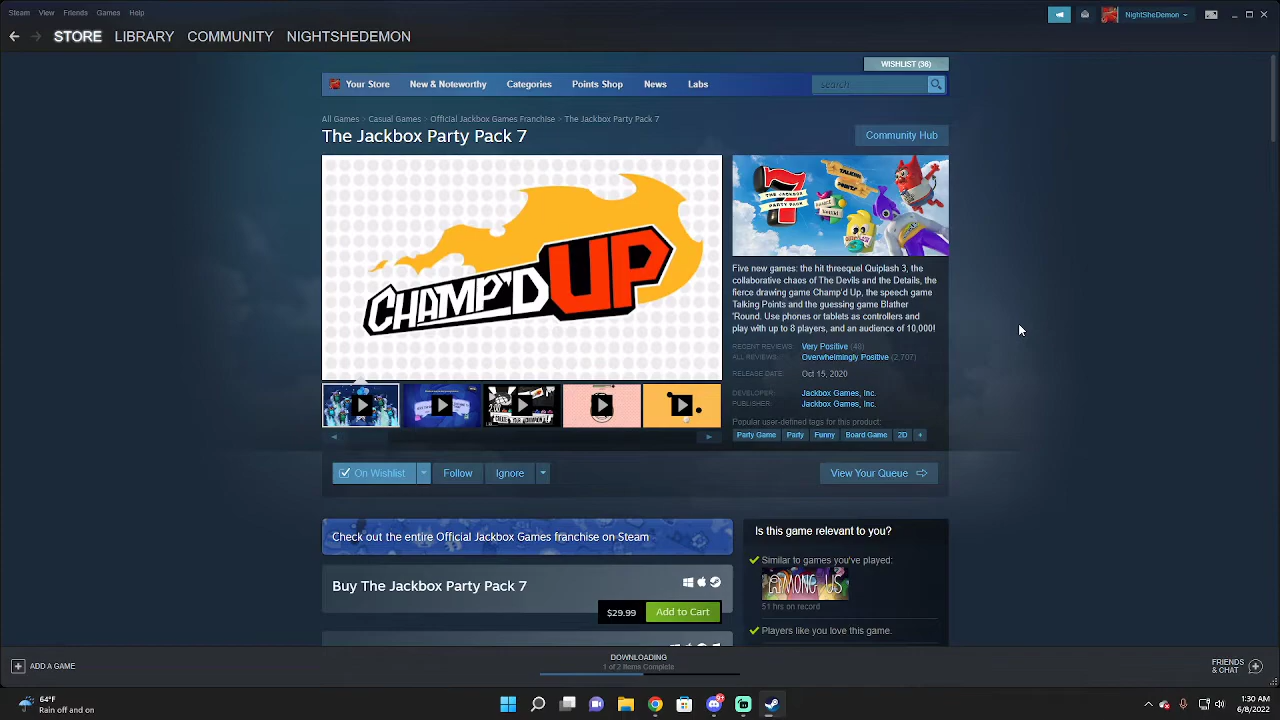 Steam View Friends Games Help
NightSheDemon
STORE LIBRARY COMMUNITY NIGHTSHEDEMON
WISHLIST (36)
Your Store New & Noteworthy Categories Points Shop News Labs search
All Games > Casual Games > Official Jackbox Games Franchise > The Jackbox Party Pack 7
The Jackbox Party Pack 7
Community Hub
CHAMP'D UP
7
THE JACKBOX PARTY PACK
TALKING POINTS
Five new games: the hit threequel Quiplash 3, the
collaborative chaos of The Devils and the Details, the
fierce drawing game Champ'd Up, the speech game
Talking Points and the guessing game Blather
'Round. Use phones or tablets as controllers and
play with up to 8 players, and an audience of 10,000!
RECENT REVIEWS: Very Positive (40)
ALL REVIEWS: Overwhelmingly Positive (2,707)
RELEASE DATE: Oct 15, 2020
DEVELOPER: Jackbox Games, Inc.
PUBLISHER: Jackbox Games, Inc.
Popular user-defined tags for this product:
Party Game Party Funny Board Game 2D +
On Wishlist Follow Ignore View Your Queue
Check out the entire Official Jackbox Games franchise on Steam
Is this game relevant to you?
Similar to games you've played:
AMONG US
51 hrs on record
Buy The Jackbox Party Pack 7
$29.99 Add to Cart
Players like you love this game.
ADD A GAME
DOWNLOADING
1 of 2 Items Complete
FRIENDS
& CHAT
64°F
Rain off and on
1:30 AM
6/8/2022